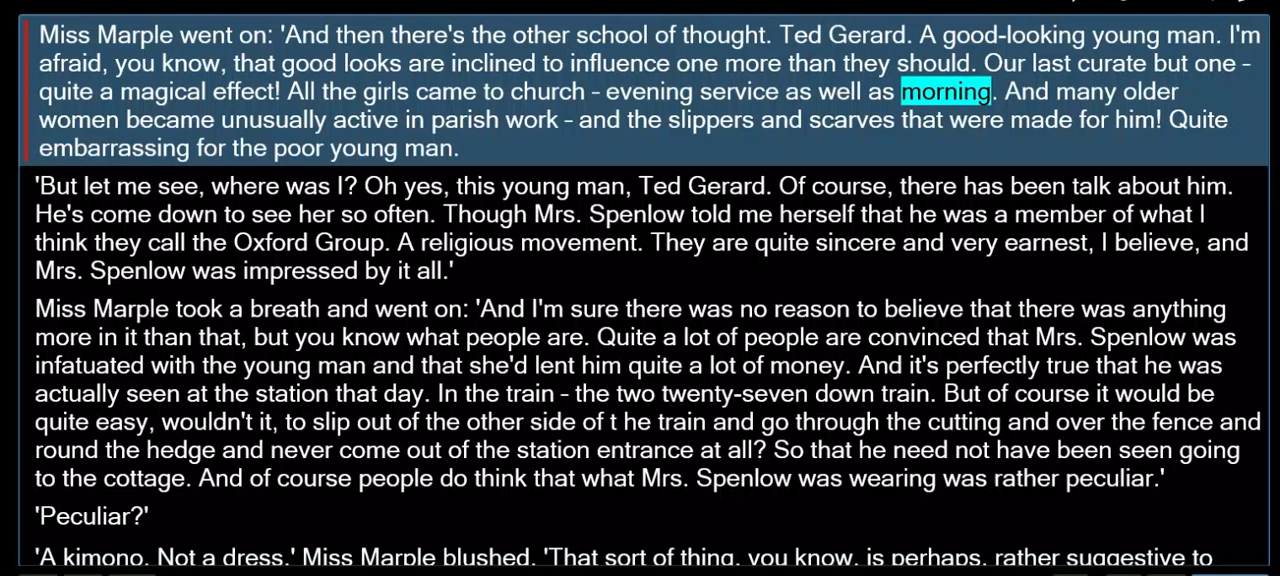 Miss Marple went on: 'And then there's the other school of thought. Ted Gerard. A good-looking young man. I'm
afraid, you know, that good looks are inclined to influence one more than they should. Our last curate but one -
quite a magical effect! All the girls came to church - evening service as well as morning. And many older
women became unusually active in parish work - and the slippers and scarves that were made for him! Quite
embarrassing for the poor young man.
'But let me see, where was I? Oh yes, this young man, Ted Gerard. Of course, there has been talk about him.
He's come down to see her so often. Though Mrs. Spenlow told me herself that he was a member of what I
think they call the Oxford Group. A religious movement. They are quite sincere and very earnest, I believe, and
Mrs. Spenlow was impressed by it all.'
Miss Marple took a breath and went on: 'And I'm sure there was no reason to believe that there was anything
more in it than that, but you know what people are. Quite a lot of people are convinced that Mrs. Spenlow was
infatuated with the young man and that she'd lent him quite a lot of money. And it's perfectly true that he was
actually seen at the station that day. In the train - the two twenty-seven down train. But of course it would be
quite easy, wouldn't it, to slip out of the other side of t he train and go through the cutting and over the fence and
round the hedge and never come out of the station entrance at all? So that he need not have been seen going
to the cottage. And of course people do think that what Mrs. Spenlow was wearing was rather peculiar.'
'Peculiar?'
'A kimono. Not a dress.' Miss Marple blushed. 'That sort of thing, you know, is perhaps, rather suggestive to